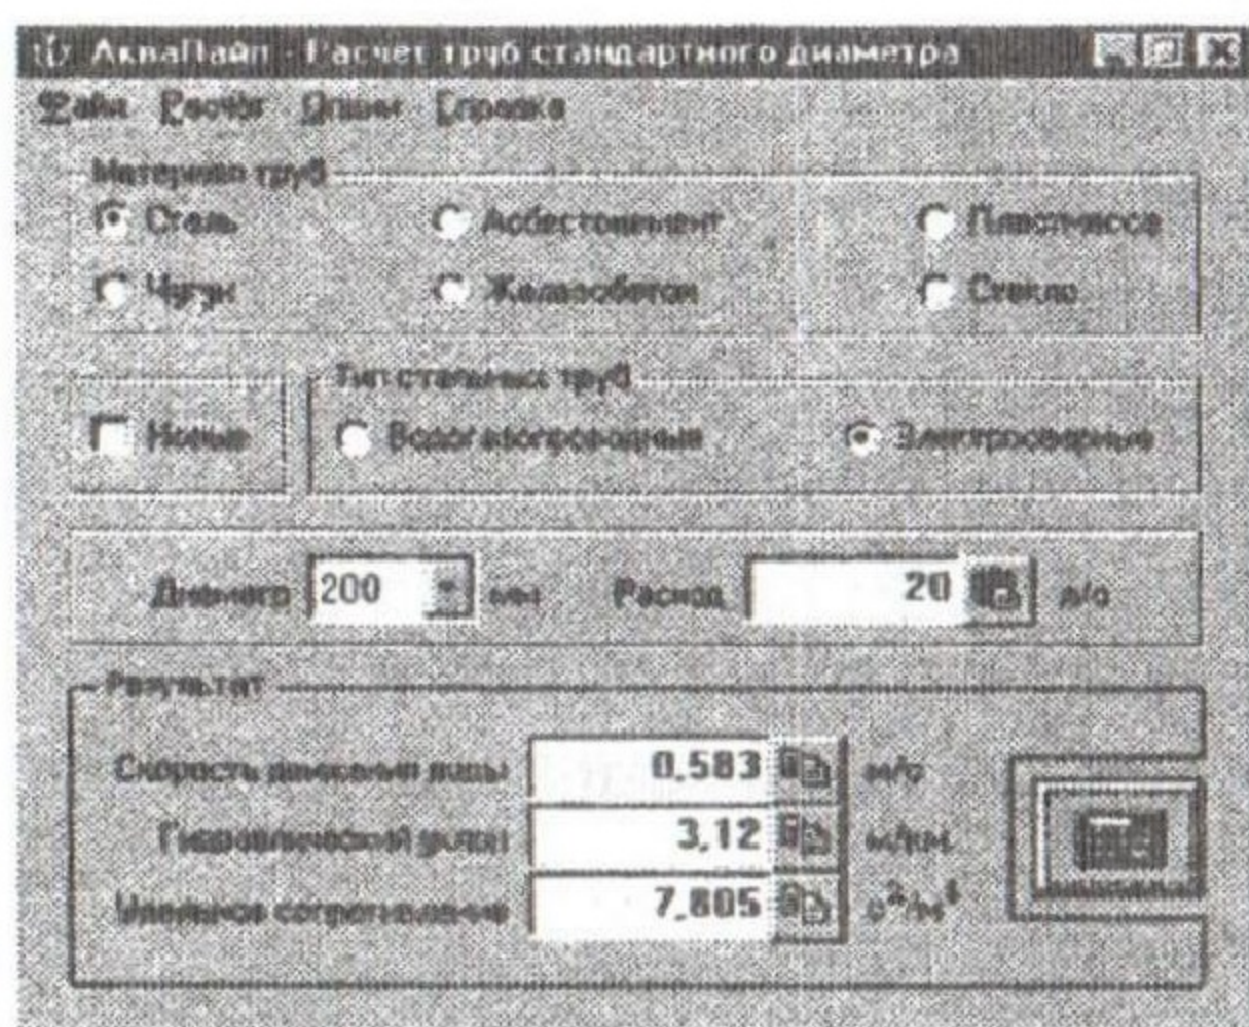 АкваПайп - Расчет труб стандартного диаметра
Файл Расчёт Опции Справка
Материал труб
Сталь Асбестоцемент Пластмасса
Чугун Железобетон Стекло
Тип стальных труб
Новые Водогазопроводные Электросварные
Диаметр 200 мм Расход 20 л/с
Результат
Скорость движения воды 0,583 м/с
Гидравлический уклон 3,12 м/км
Удельное сопротивление 7,805 с²/м⁶